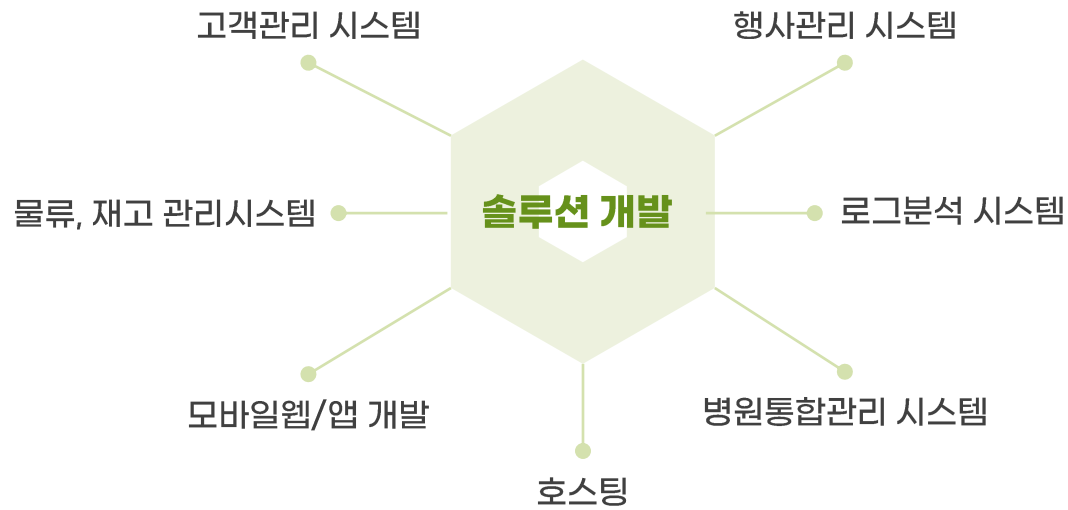 고객관리 시스템
행사관리 시스템
물류, 재고 관리시스템
솔루션 개발
로그분석 시스템
모바일웹/앱 개발
병원통합관리 시스템
호스팅